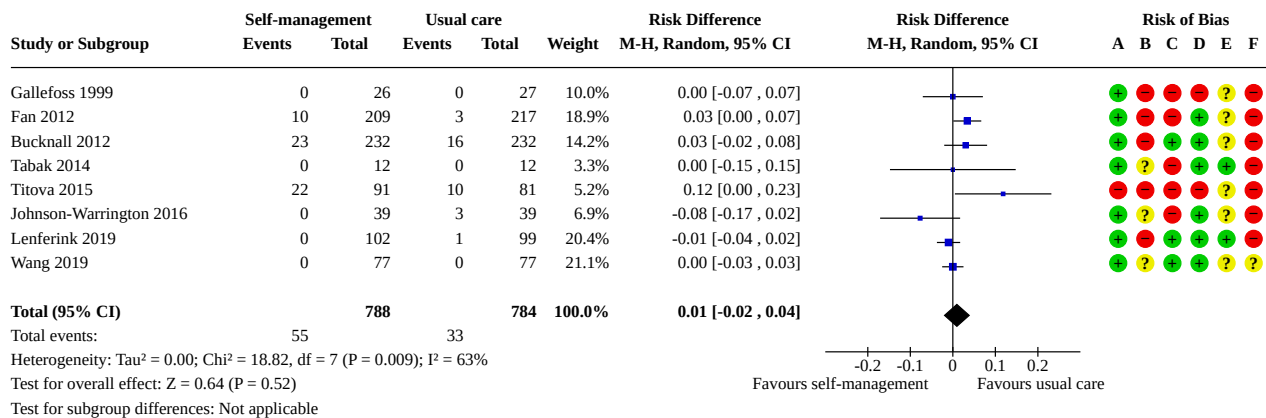 Self-management Usual care Risk Difference Risk Difference Risk of Bias
Study or Subgroup Events Total Events Total Weight M-H, Random, 95% CI M-H, Random, 95% CI A B C D E F
Gallefoss 1999 0 26 0 27 10.0% 0.00 [-0.07 , 0.07] + − − − ? −
Fan 2012 10 209 3 217 18.9% 0.03 [0.00 , 0.07] + − − + ? −
Bucknall 2012 23 232 16 232 14.2% 0.03 [-0.02 , 0.08] + − + + ? −
Tabak 2014 0 12 0 12 3.3% 0.00 [-0.15 , 0.15] + ? − + + −
Titova 2015 22 91 10 81 5.2% 0.12 [0.00 , 0.23] − − − − ? −
Johnson-Warrington 2016 0 39 3 39 6.9% -0.08 [-0.17 , 0.02] + ? − + ? −
Lenferink 2019 0 102 1 99 20.4% -0.01 [-0.04 , 0.02] + − + + + −
Wang 2019 0 77 0 77 21.1% 0.00 [-0.03 , 0.03] + ? + + ? ?
Total (95% CI) 788 784 100.0% 0.01 [-0.02 , 0.04]
Total events: 55 33
Heterogeneity: Tau² = 0.00; Chi² = 18.82, df = 7 (P = 0.009); I² = 63%
-0.2 -0.1 0 0.1 0.2
Test for overall effect: Z = 0.64 (P = 0.52)
Favours self-management Favours usual care
Test for subgroup differences: Not applicable